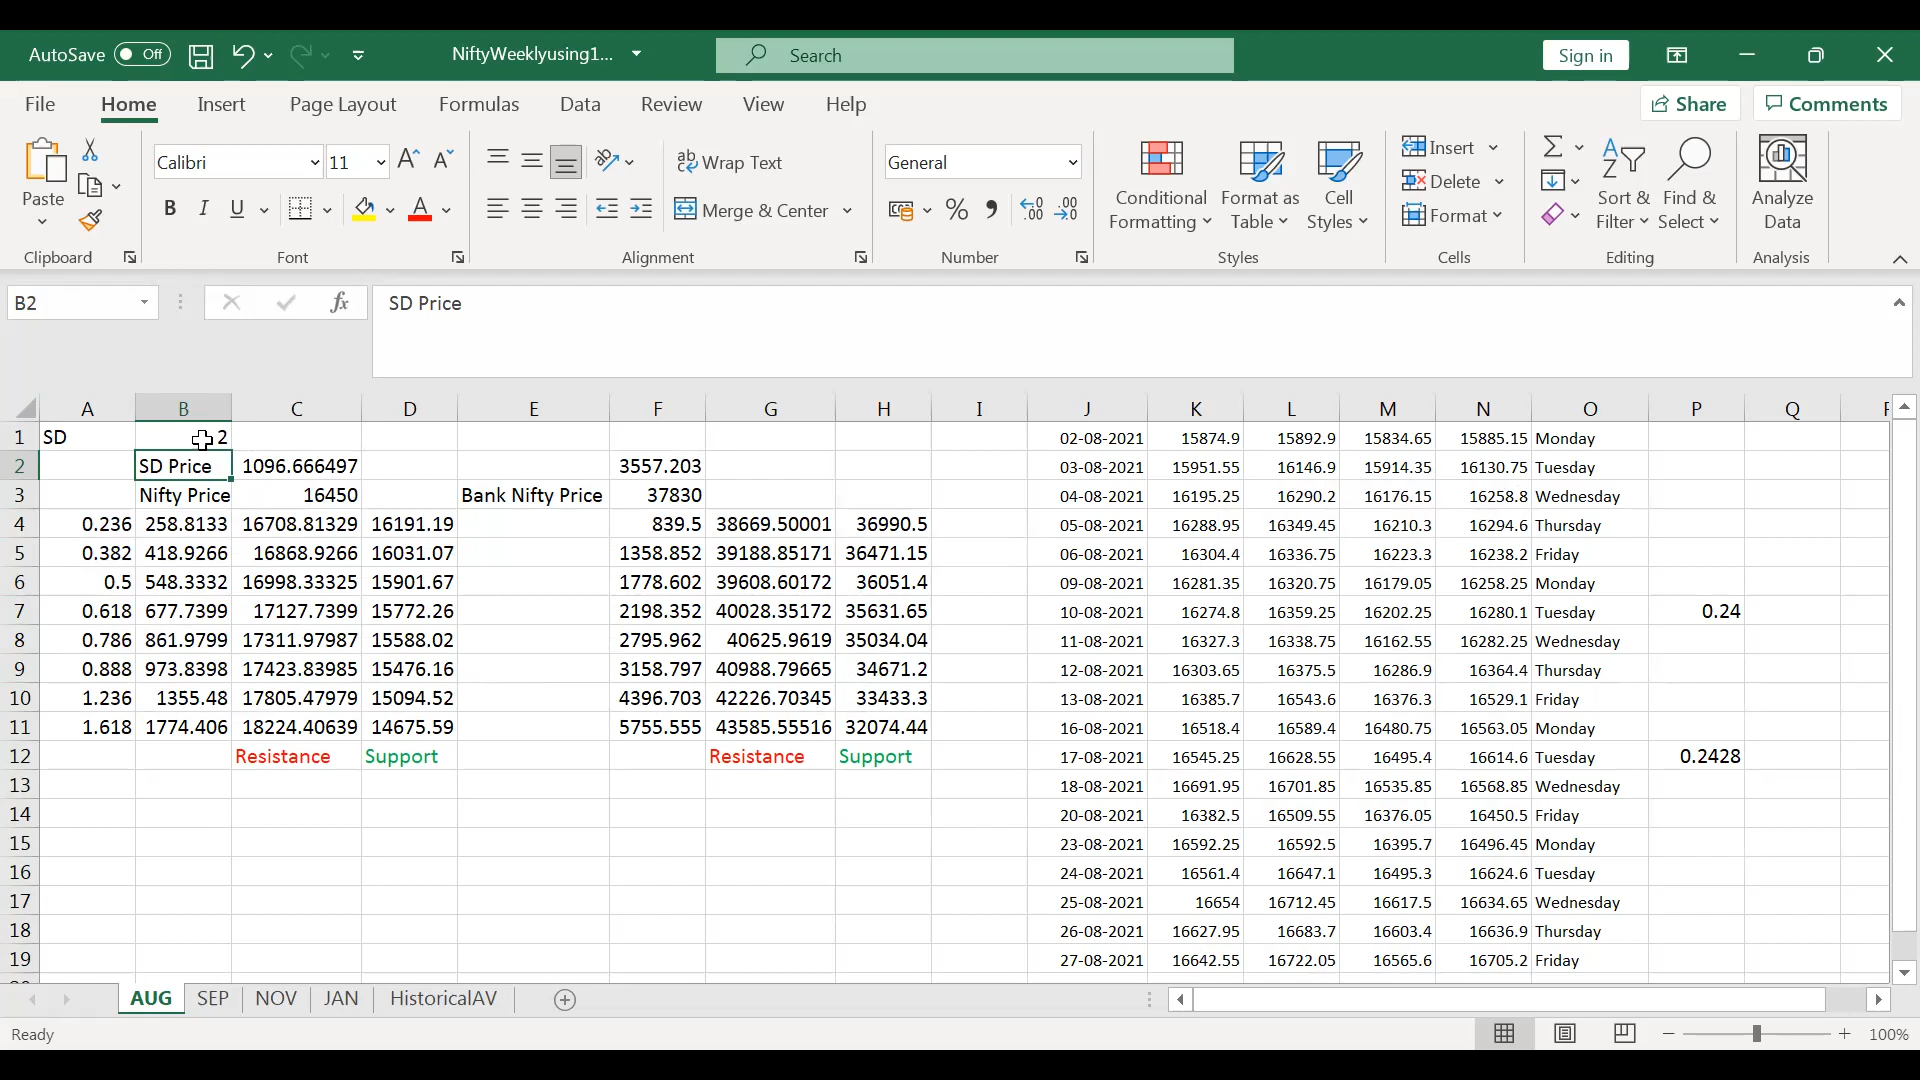 AutoSave Off NiftyWeeklyusing1... Search Sign in
File Home Insert Page Layout Formulas Data Review View Help Share Comments
Calibri 11 Wrap Text General Insert
Paste B I U Merge & Center Conditional Formatting Format as Table Cell Styles Delete Format Sort & Filter Find & Select Analyze Data
Clipboard Font Alignment Number Styles Cells Editing Analysis
B2 fx SD Price
A B C D E F G H I J K L M N O P Q
1 SD 2 02-08-2021 15874.9 15892.9 15834.65 15885.15 Monday
2 SD Price 1096.666497 3557.203 03-08-2021 15951.55 16146.9 15914.35 16130.75 Tuesday
3 Nifty Price 16450 Bank Nifty Price 37830 04-08-2021 16195.25 16290.2 16176.15 16258.8 Wednesday
4 0.236 258.8133 16708.81329 16191.19 839.5 38669.50001 36990.5 05-08-2021 16288.95 16349.45 16210.3 16294.6 Thursday
5 0.382 418.9266 16868.9266 16031.07 1358.852 39188.85171 36471.15 06-08-2021 16304.4 16336.75 16223.3 16238.2 Friday
6 0.5 548.3332 16998.33325 15901.67 1778.602 39608.60172 36051.4 09-08-2021 16281.35 16320.75 16179.05 16258.25 Monday
7 0.618 677.7399 17127.7399 15772.26 2198.352 40028.35172 35631.65 10-08-2021 16274.8 16359.25 16202.25 16280.1 Tuesday 0.24
8 0.786 861.9799 17311.97987 15588.02 2795.962 40625.9619 35034.04 11-08-2021 16327.3 16338.75 16162.55 16282.25 Wednesday
9 0.888 973.8398 17423.83985 15476.16 3158.797 40988.79665 34671.2 12-08-2021 16303.65 16375.5 16286.9 16364.4 Thursday
10 1.236 1355.48 17805.47979 15094.52 4396.703 42226.70345 33433.3 13-08-2021 16385.7 16543.6 16376.3 16529.1 Friday
11 1.618 1774.406 18224.40639 14675.59 5755.555 43585.55516 32074.44 16-08-2021 16518.4 16589.4 16480.75 16563.05 Monday
12 Resistance Support Resistance Support 17-08-2021 16545.25 16628.55 16495.4 16614.6 Tuesday 0.2428
13 18-08-2021 16691.95 16701.85 16535.85 16568.85 Wednesday
14 20-08-2021 16382.5 16509.55 16376.05 16450.5 Friday
15 23-08-2021 16592.25 16592.5 16395.7 16496.45 Monday
16 24-08-2021 16561.4 16647.1 16495.3 16624.6 Tuesday
17 25-08-2021 16654 16712.45 16617.5 16634.65 Wednesday
18 26-08-2021 16627.95 16683.7 16603.4 16636.9 Thursday
19 27-08-2021 16642.55 16722.05 16565.6 16705.2 Friday
AUG SEP NOV JAN HistoricalAV
Ready 100%